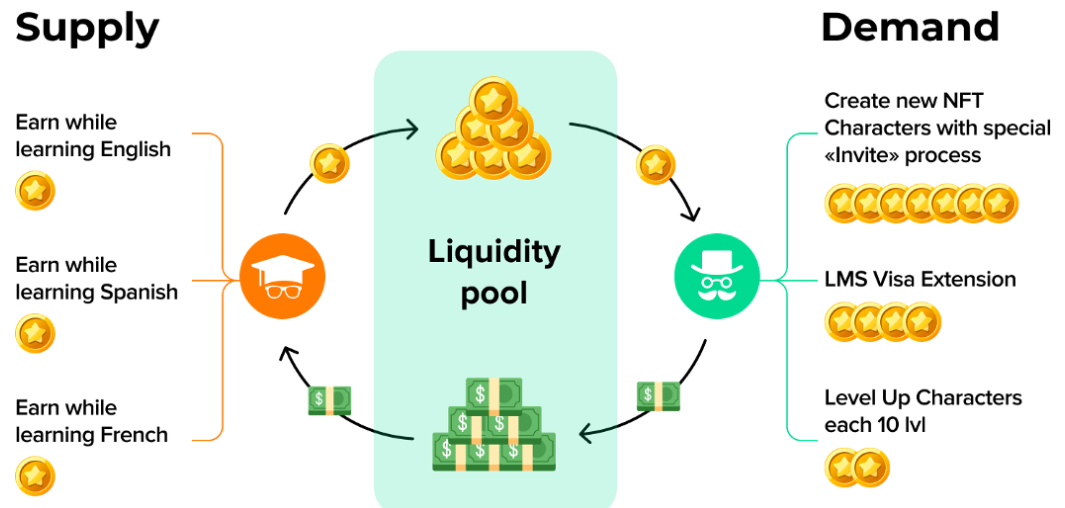 Supply
Demand
Earn while
learning English
Earn while
learning Spanish
Earn while
learning French
Liquidity
pool
$
$ $
$ $ $
$
$
Create new NFT
Characters with special
«Invite» process
LMS Visa Extension
Level Up Characters
each 10 lvl